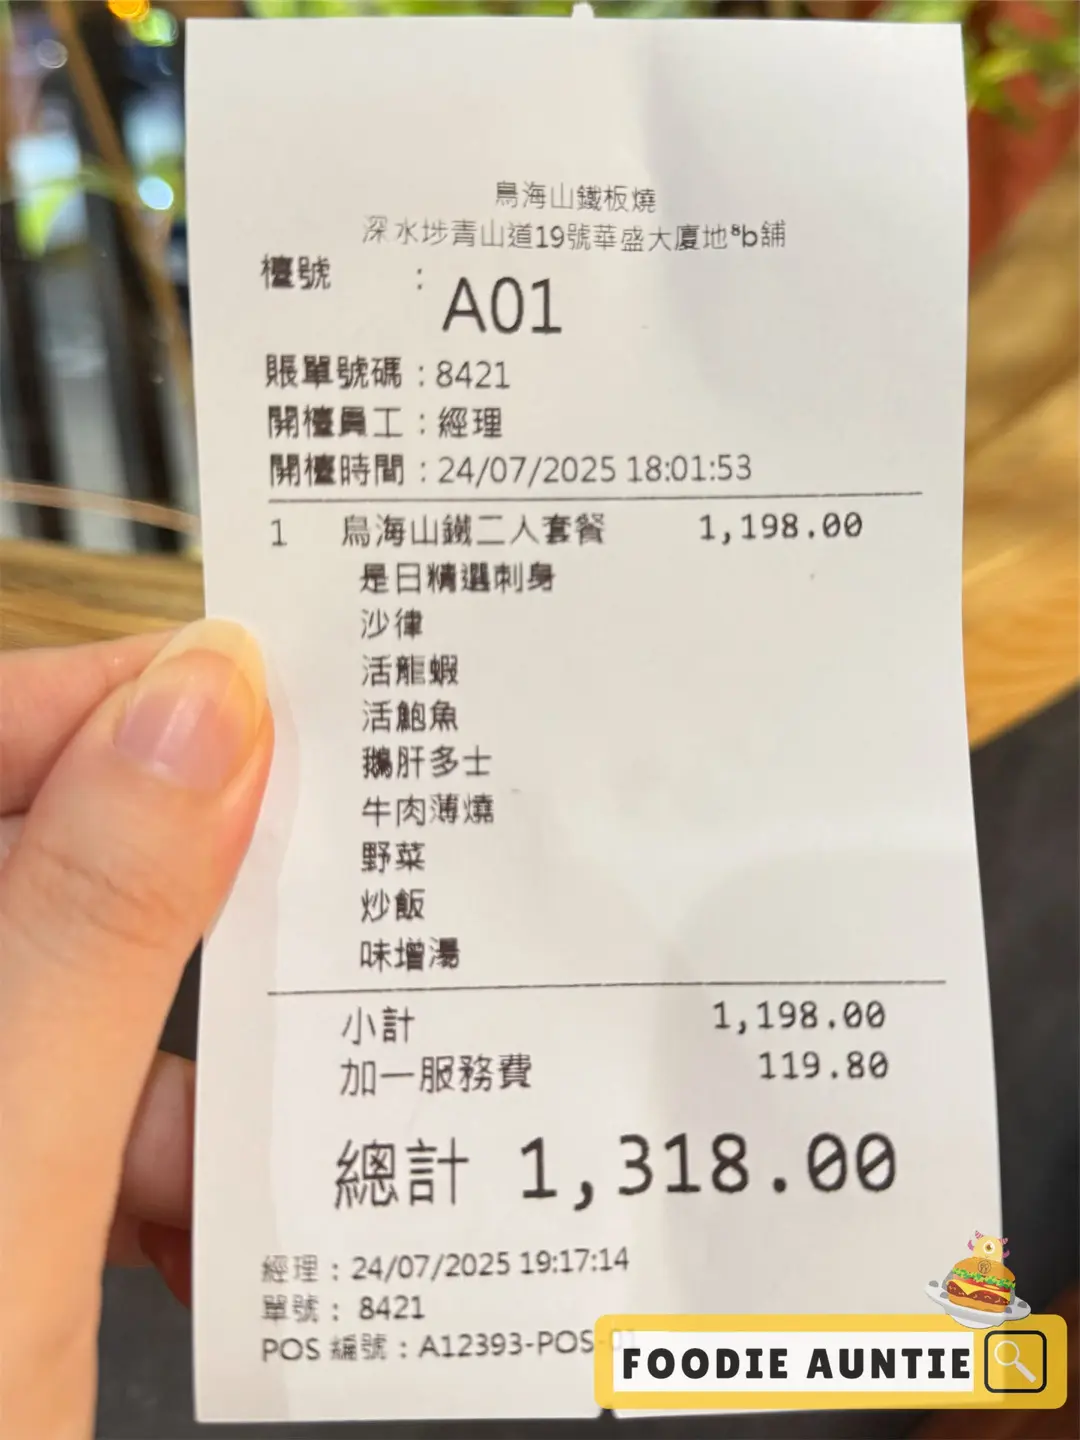 鳥海山鐵板燒
深水埗青山道19號華盛大廈地8b舖
檯號 :
A01
賬單號碼 : 8421
開檯員工 : 經理
開檯時間 : 24/07/2025 18:01:53
1 鳥海山鐵二人套餐 1,198.00
是日精選刺身
沙律
活龍蝦
活鮑魚
鵝肝多士
牛肉薄燒
野菜
炒飯
味增湯
小計 1,198.00
加一服務費 119.80
總計 1,318.00
經理 : 24/07/2025 19:17:14
單號 : 8421
POS 編號 : A12393-POS-01
FOODIE AUNTIE